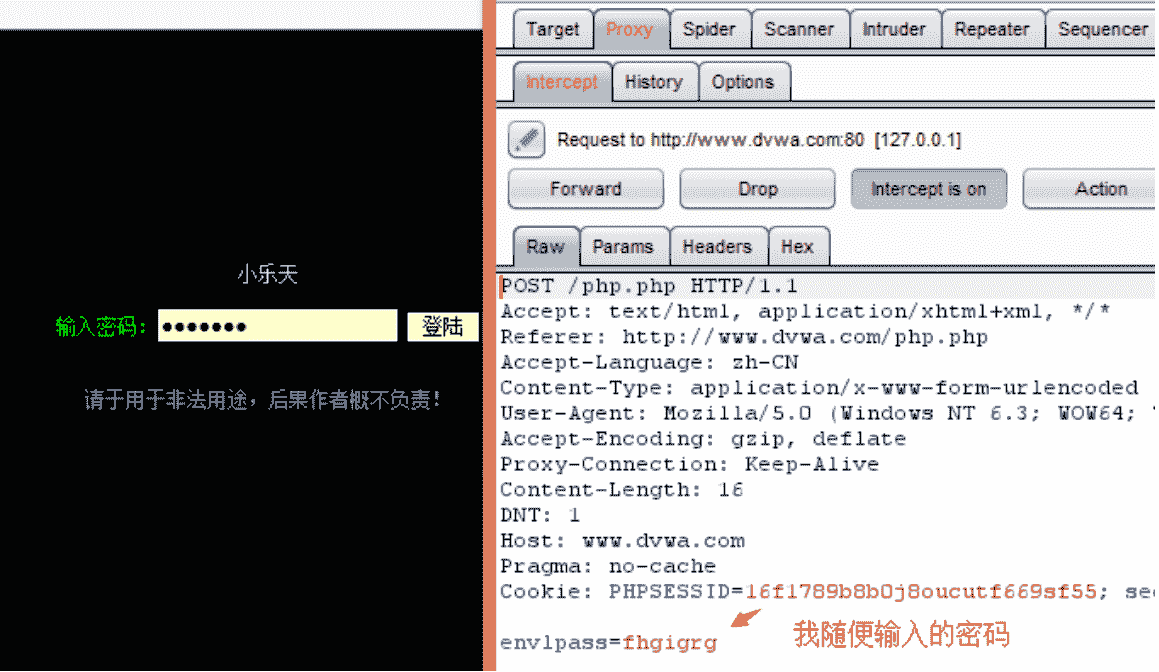 小乐天
输入密码:
●●●●●●●
登陆
请于用于非法用途，后果作者概不负责!
Target Proxy Spider Scanner Intruder Repeater Sequencer
Intercept History Options
Request to http://www.dvwa.com:80 [127.0.0.1]
Forward Drop Intercept is on Action
Raw Params Headers Hex
POST /php.php HTTP/1.1
Accept: text/html, application/xhtml+xml, */*
Referer: http://www.dvwa.com/php.php
Accept-Language: zh-CN
Content-Type: application/x-www-form-urlencoded
User-Agent: Mozilla/5.0 (Windows NT 6.3; WOW64;
Accept-Encoding: gzip, deflate
Proxy-Connection: Keep-Alive
Content-Length: 16
DNT: 1
Host: www.dvwa.com
Pragma: no-cache
Cookie: PHPSESSID=16f1789b8b0j8oucutf669sf55; sec
envlpass=fhgigrg
我随便输入的密码